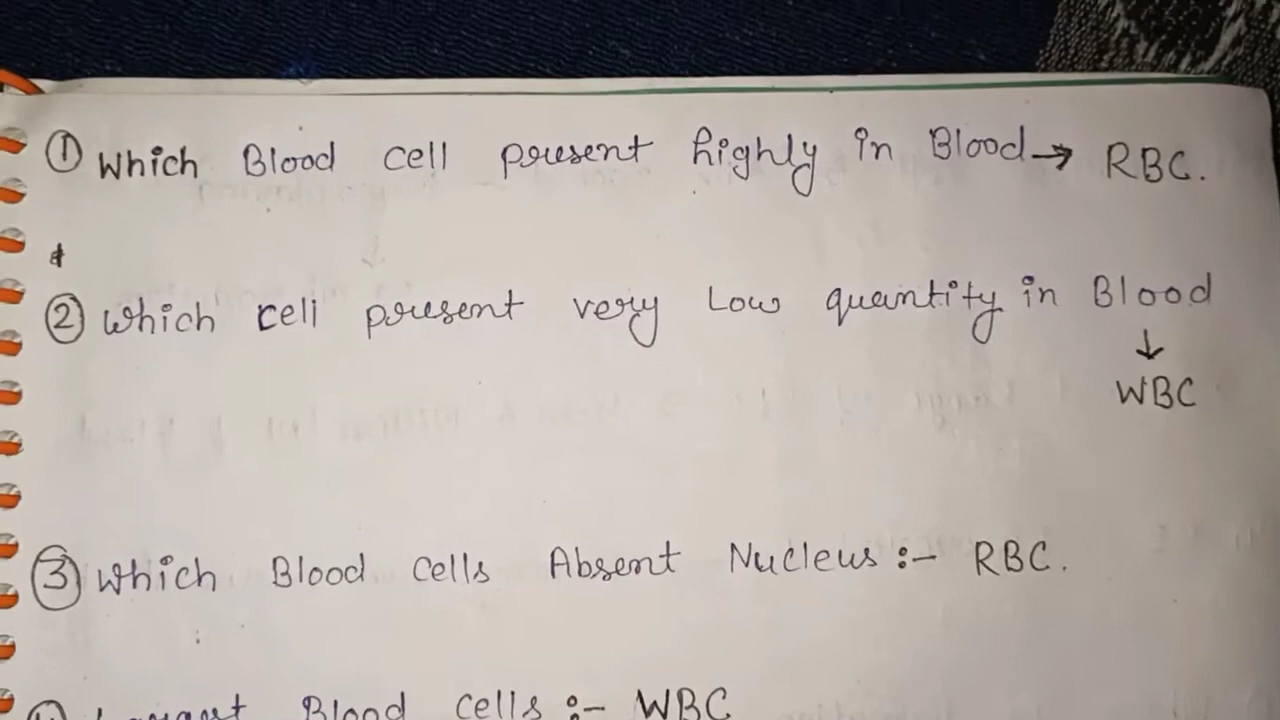 ① Which Blood cell present highly in Blood → RBC.
② Which cell present very Low quantity in Blood
↓
WBC
③ Which Blood cells Absent Nucleus :- RBC.
Blood cells :- WBC